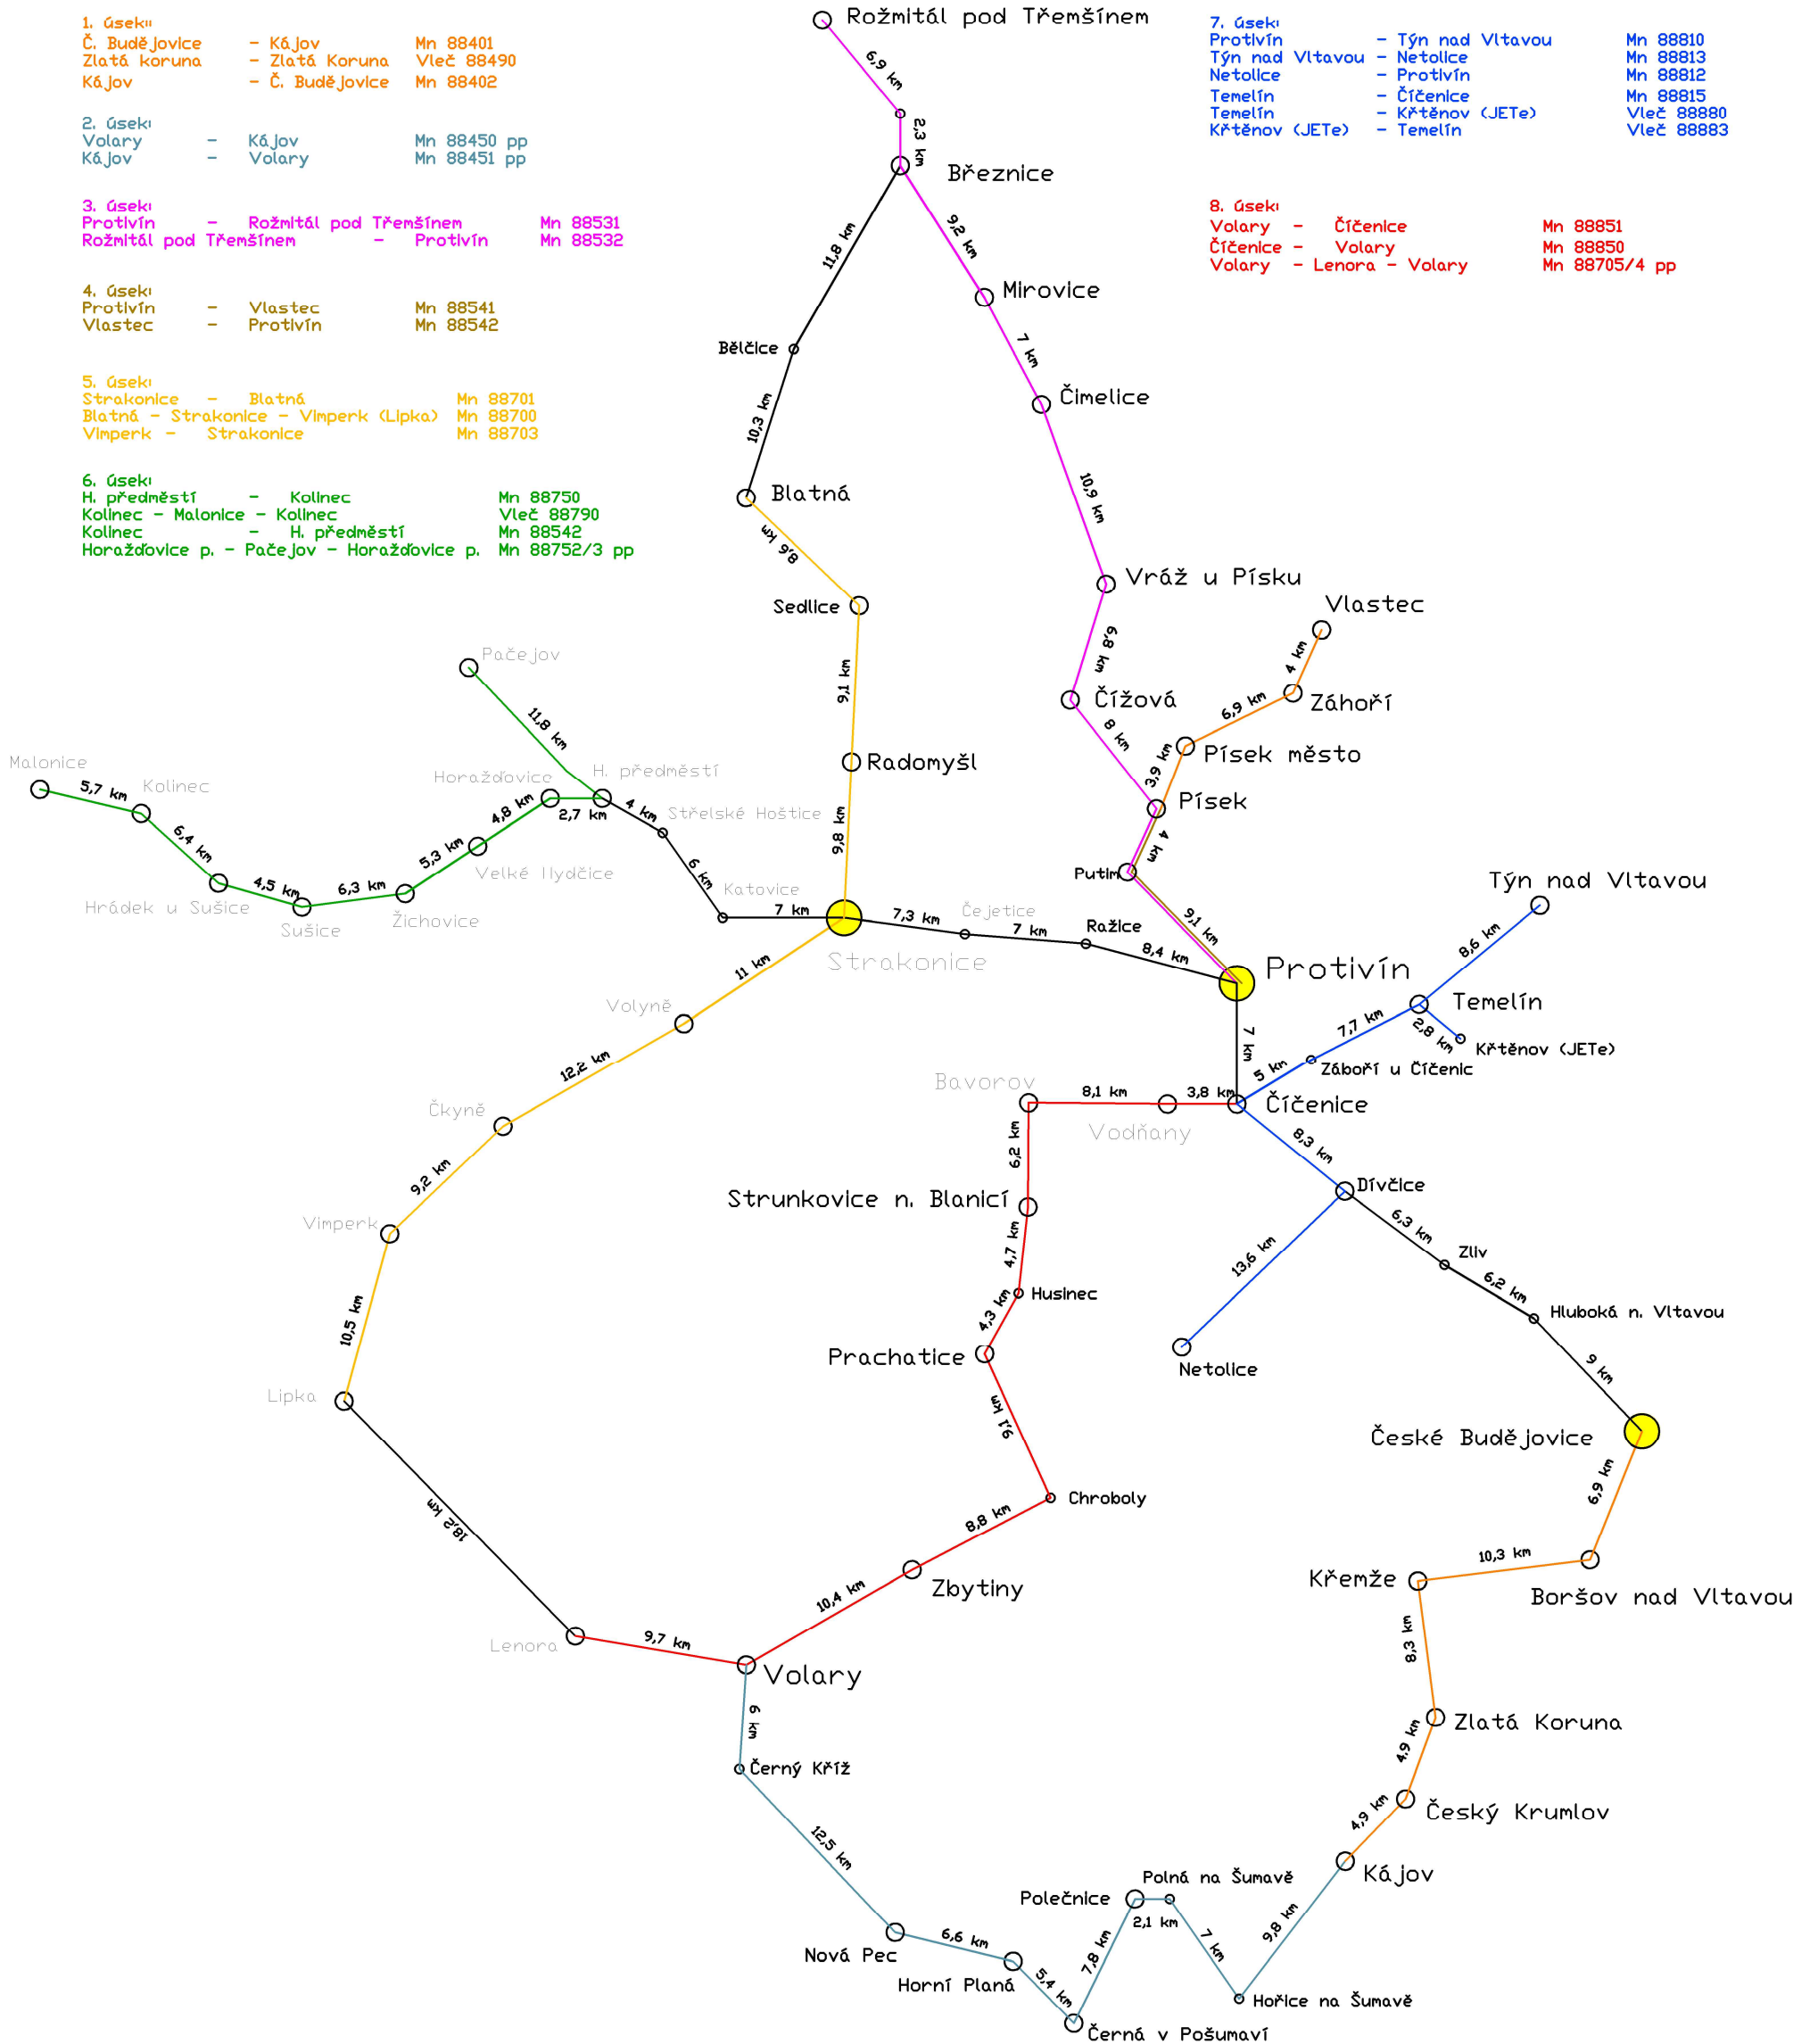 1. úsek:
Č. Budějovice - Kájov Mn 88401
Zlatá koruna - Zlatá Koruna Vleč 88490
Kájov - Č. Budějovice Mn 88402
2. úsek:
Volary - Kájov Mn 88450 pp
Kájov - Volary Mn 88451 pp
3. úsek:
Protivín - Rožmitál pod Třemšínem Mn 88531
Rožmitál pod Třemšínem - Protivín Mn 88532
4. úsek:
Protivín - Vlastec Mn 88541
Vlastec - Protivín Mn 88542
5. úsek:
Strakonice - Blatná Mn 88701
Blatná - Strakonice - Vimperk (Lipka) Mn 88700
Vimperk - Strakonice Mn 88703
6. úsek:
H. předměstí - Kolinec Mn 88750
Kolinec - Malonice - Kolinec Vleč 88790
Kolinec - H. předměstí Mn 88542
Horažďovice p. - Pačejov - Horažďovice p. Mn 88752/3 pp
7. úsek:
Protivín - Týn nad Vltavou Mn 88810
Týn nad Vltavou - Netolice Mn 88813
Netolice - Protivín Mn 88812
Temelín - Číčenice Mn 88815
Temelín - Křtěnov (JETe) Vleč 88880
Křtěnov (JETe) - Temelín Vleč 88883
8. úsek:
Volary - Číčenice Mn 88851
Číčenice - Volary Mn 88850
Volary - Lenora - Volary Mn 88705/4 pp
Rožmitál pod Třemšínem
6,9 km
2,3 km
Březnice
11,8 km
9,2 km
Mirovice
7 km
Bělčice
Čimelice
10,3 km
10,9 km
Blatná
8,6 km
Vráž u Písku
Sedlice
Vlastec
6,8 km
4 km
Pačejov
9,1 km
Čížová
6,9 km
Záhoří
11,8 km
8 km
Písek město
Malonice
Radomyšl
3,9 km
5,7 km
Kolinec
Horažďovice
H. předměstí
Písek
4,8 km
2,7 km
4 km
Střelské Hoštice
6,4 km
9,8 km
4 km
5,3 km
Velké Hydčice
6 km
Putim
Hrádek u Sušice
4,5 km
6,3 km
Katovice
Týn nad Vltavou
Sušice
Žichovice
7 km
7,3 km
Čejetice
7 km
Ražice
9,1 km
8,6 km
Strakonice
8,4 km
Protivín
11 km
Volyně
Temelín
7,7 km
2,8 km
Křtěnov (JETe)
12,2 km
7 km
5 km
Záboří u Číčenic
Bavorov
8,1 km
3,8 km
Číčenice
Čkyně
Vodňany
6,2 km
8,3 km
9,2 km
Strunkovice n. Blanicí
Dívčice
Vimperk
4,7 km
13,6 km
6,3 km
Zliv
6,2 km
Husinec
Hluboká n. Vltavou
10,5 km
4,3 km
Prachatice
Netolice
9 km
Lipka
9,1 km
České Budějovice
Chroboly
6,9 km
18,2 km
8,8 km
10,3 km
Zbytiny
Křemže
Boršov nad Vltavou
10,4 km
Lenora
9,7 km
8,3 km
Volary
6 km
Zlatá Koruna
4,9 km
Černý Kříž
Český Krumlov
4,9 km
12,5 km
Kájov
Polná na Šumavě
Polečnice
2,1 km
9,8 km
Nová Pec
6,6 km
7,8 km
7 km
Horní Planá
5,4 km
Hořice na Šumavě
Černá v Pošumaví